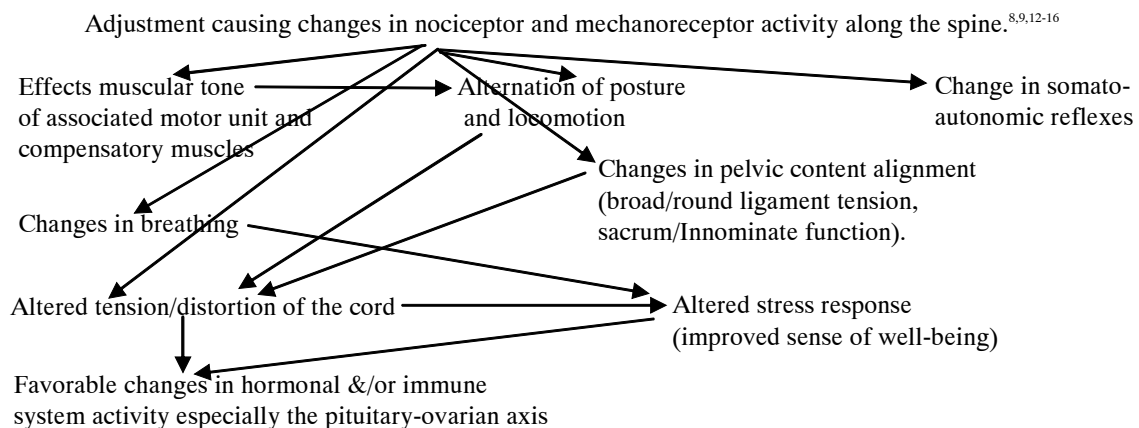 Adjustment causing changes in nociceptor and mechanoreceptor activity along the spine.8,9,12-16
Effects muscular tone
of associated motor unit and
compensatory muscles
Alternation of posture
and locomotion
Change in somato-
autonomic reflexes
Changes in pelvic content alignment
(broad/round ligament tension,
sacrum/Innominate function).
Changes in breathing
Altered tension/distortion of the cord
Altered stress response
(improved sense of well-being)
Favorable changes in hormonal &/or immune
system activity especially the pituitary-ovarian axis